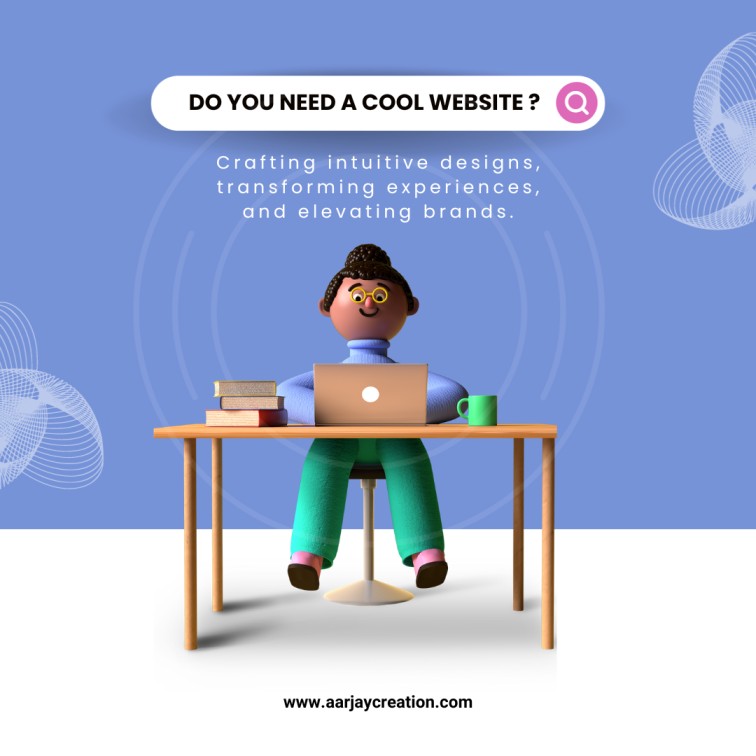 DO YOU NEED A COOL WEBSITE ?
Crafting intuitive designs,
transforming experiences,
and elevating brands.
www.aarjaycreation.com